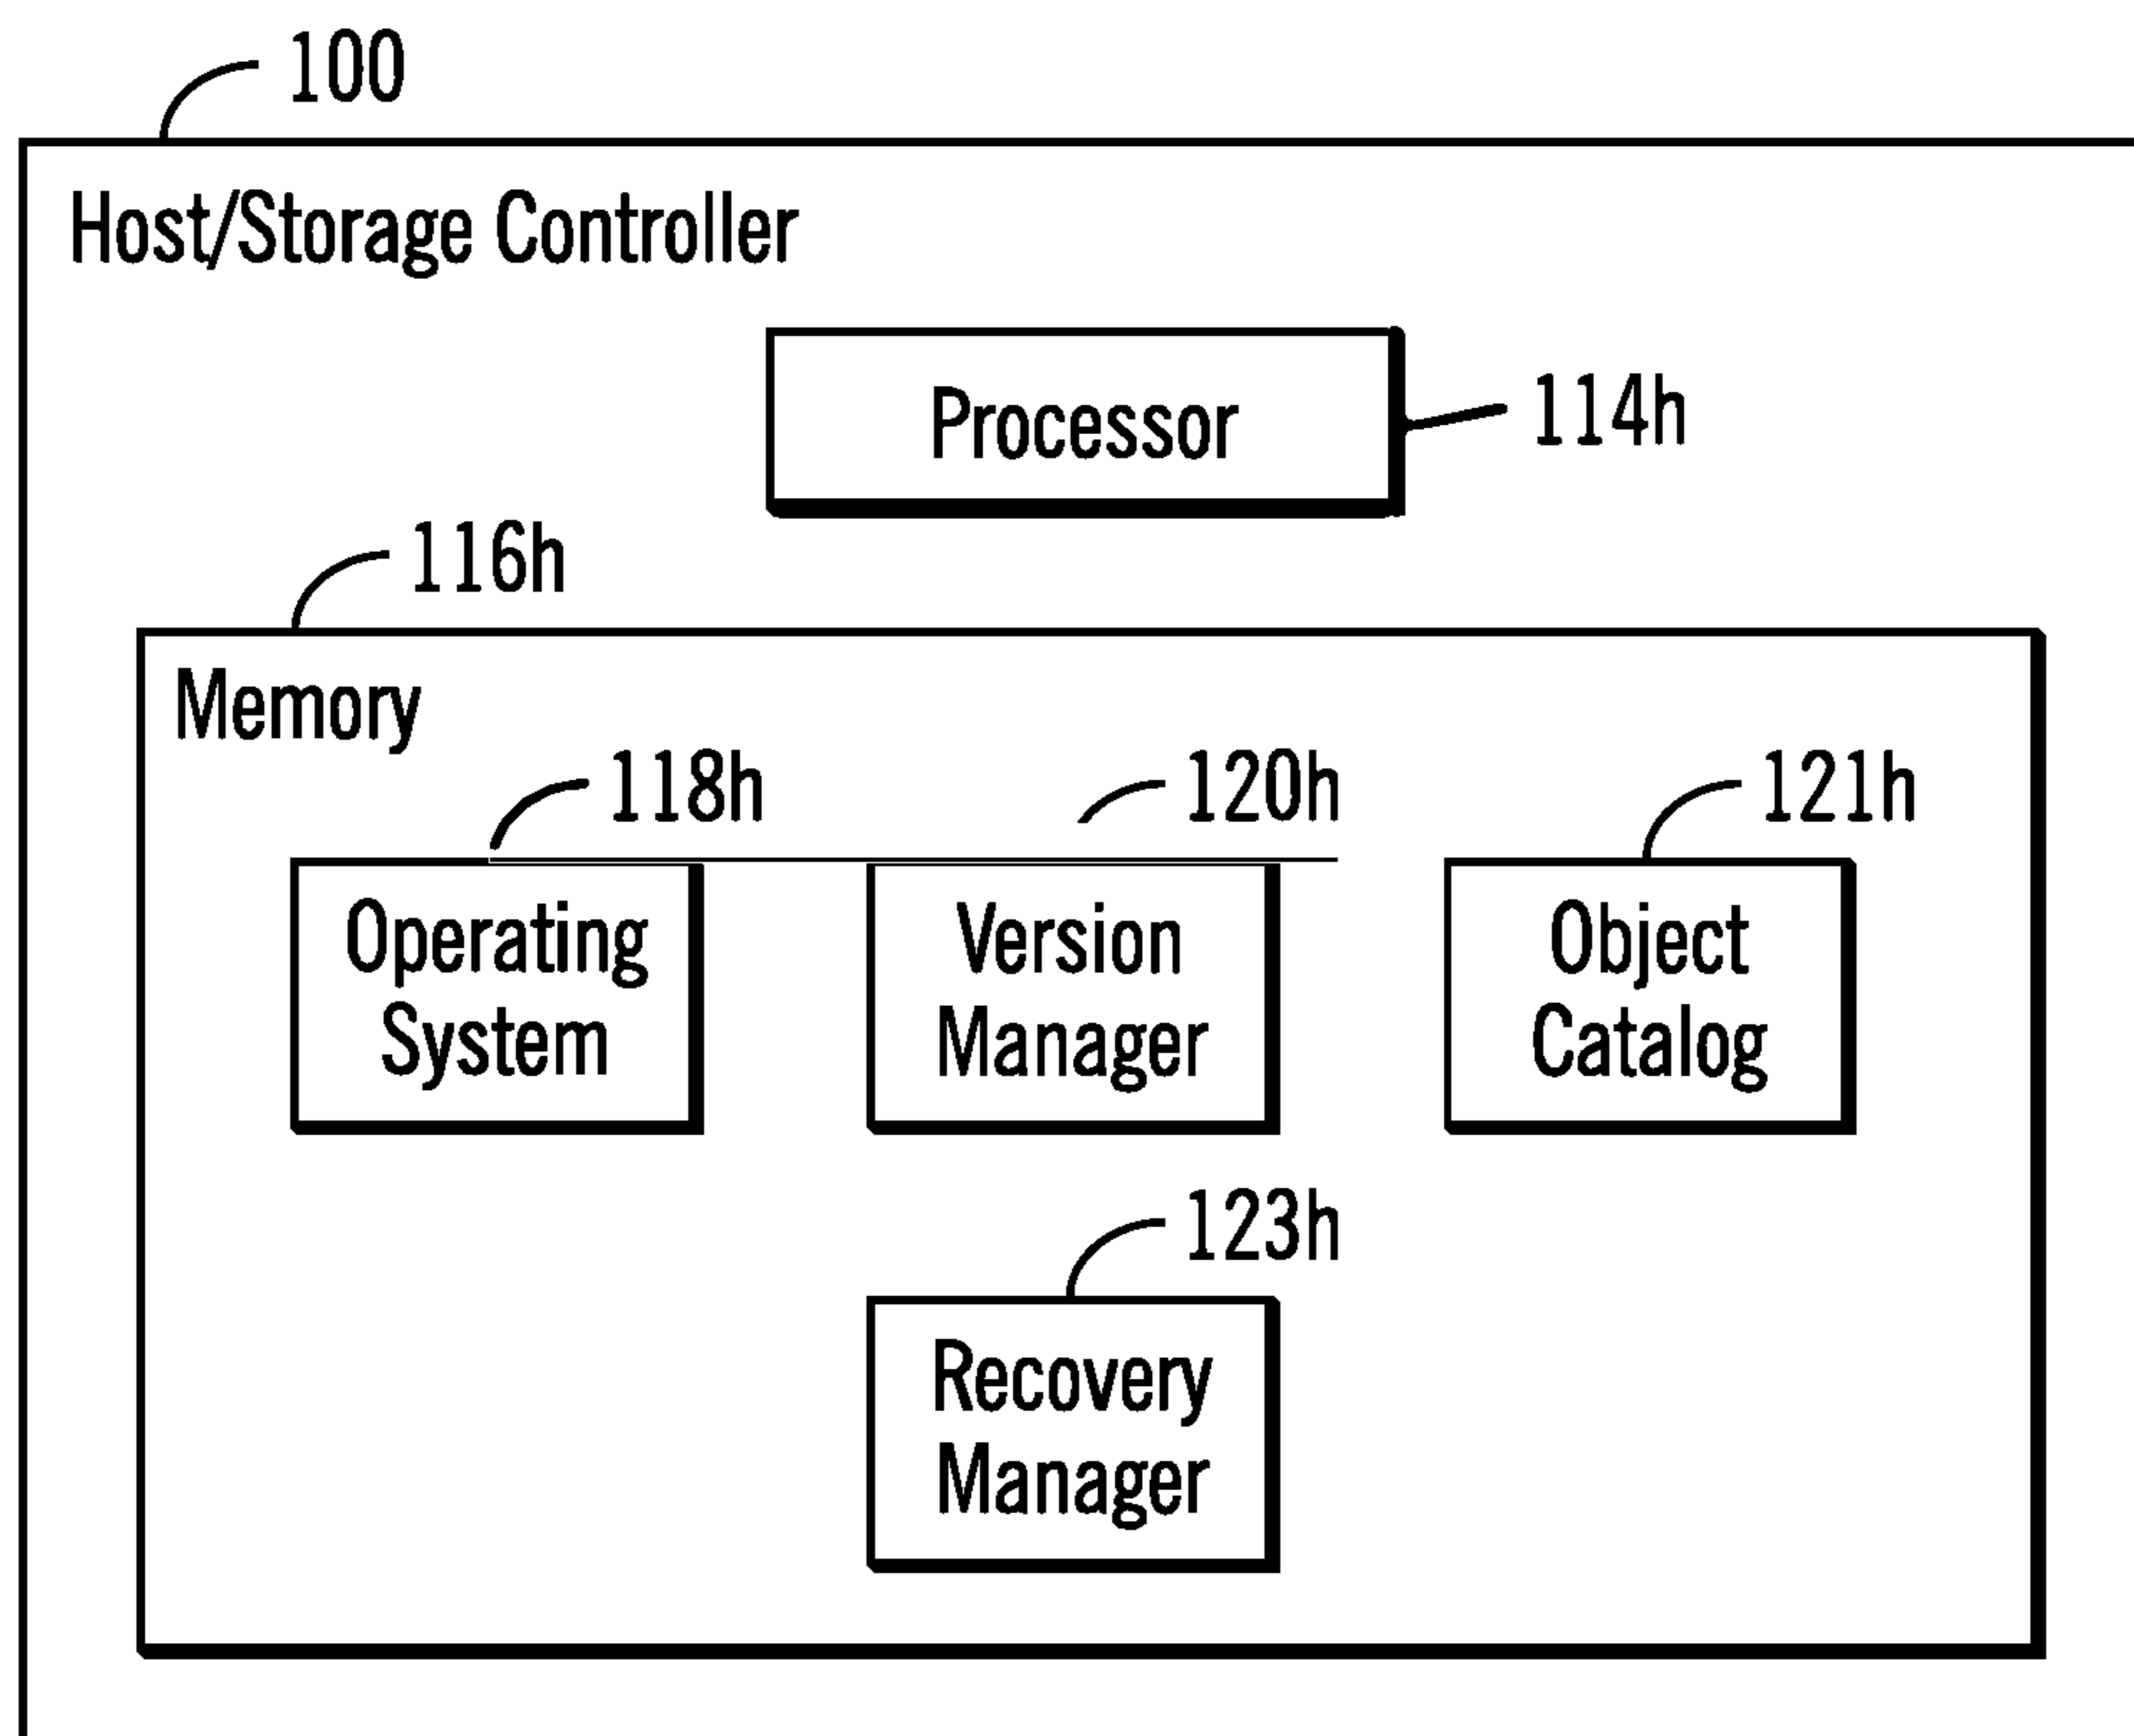 100
Host/Storage Controller
Processor
114h
116h
Memory
118h
120h
121h
Operating
System
Version
Manager
Object
Catalog
123h
Recovery
Manager